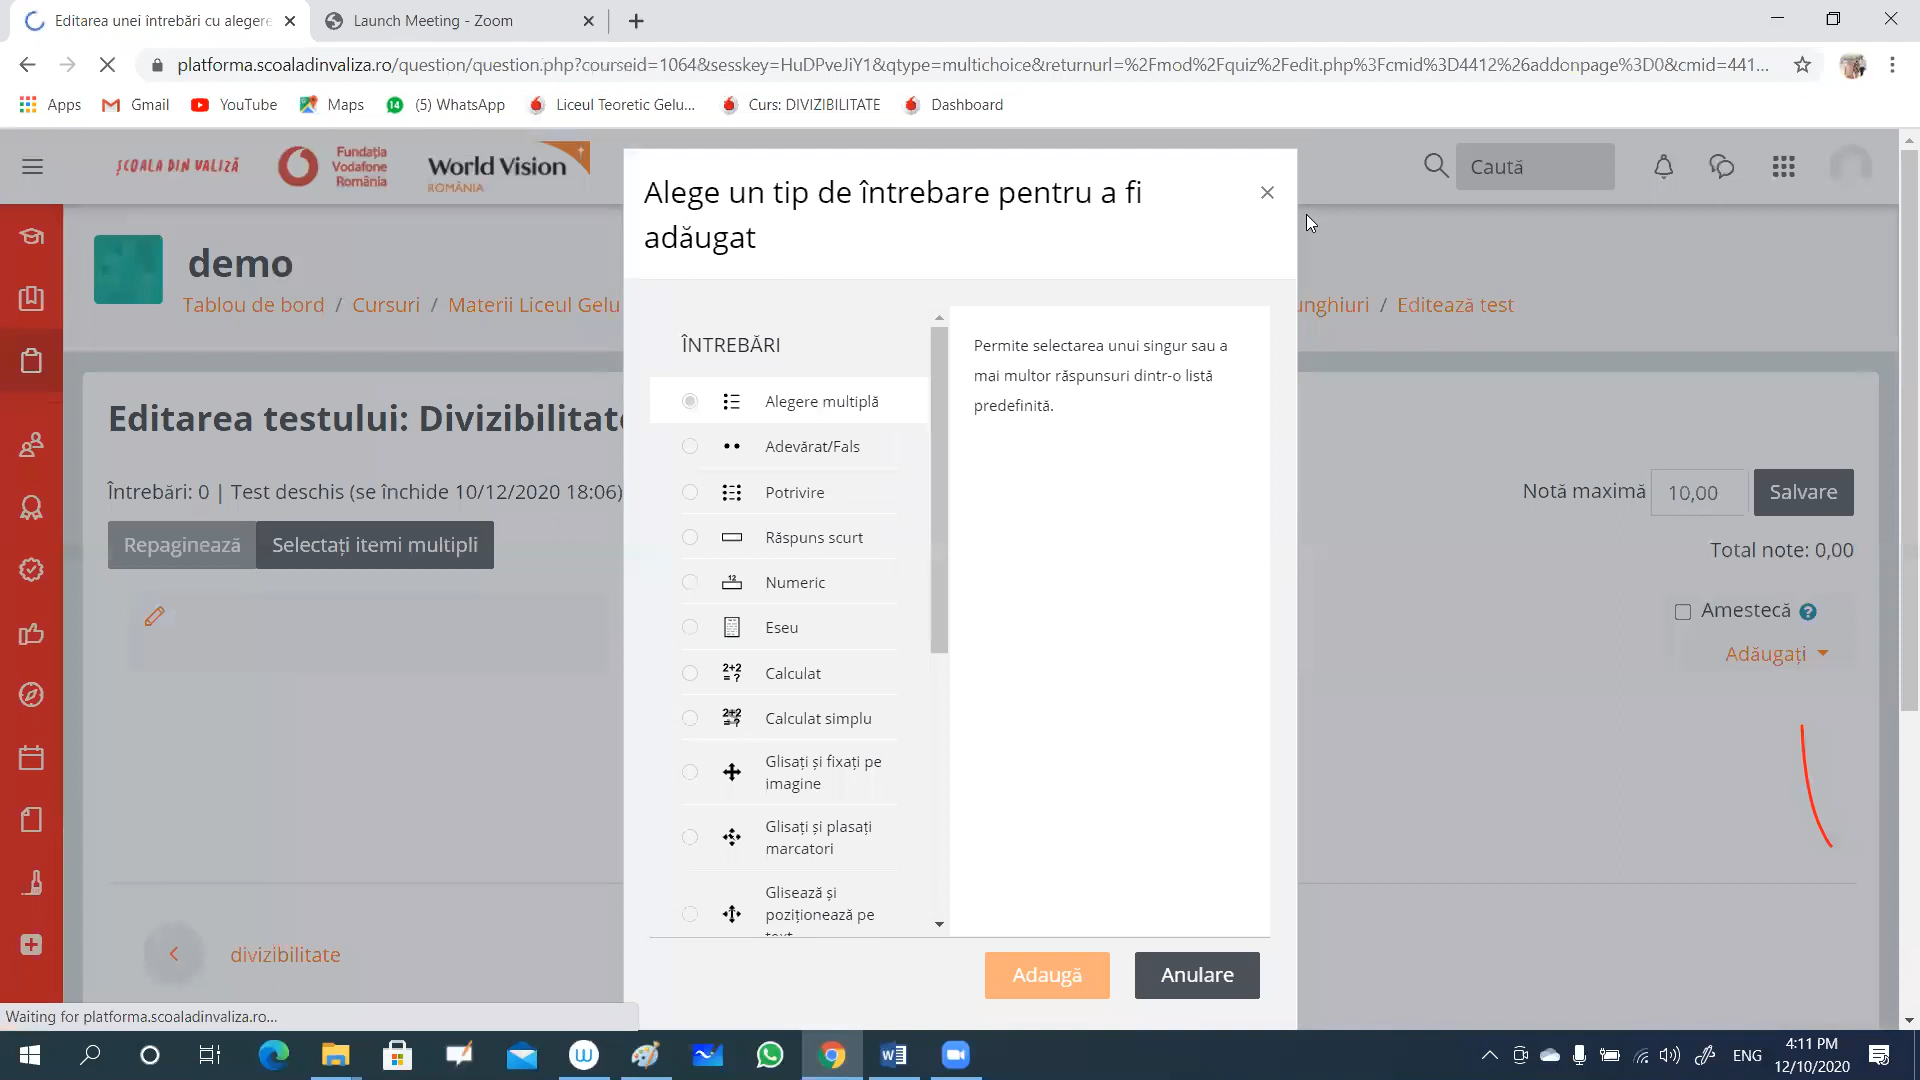 Editarea unei întrebări cu alegere
Launch Meeting - Zoom
platforma.scoaladinvaliza.ro/question/question.php?courseid=1064&sesskey=HuDPveJiY1&qtype=multichoice&returnurl=%2Fmod%2Fquiz%2Fedit.php%3Fcmid%3D4412%26addonpage%3D0&cmid=441...
Apps
Gmail
YouTube
Maps
14
(5) WhatsApp
Liceul Teoretic Gelu...
Curs: DIVIZIBILITATE
Dashboard
ȘCOALA DIN VALIZĂ
Fundația
Vodafone
România
World Vision
ROMÂNIA
Caută
demo
Tablou de bord / Cursuri / Materii Liceul Gelu
unghiuri / Editează test
Alege un tip de întrebare pentru a fi
adăugat
ÎNTREBĂRI
Alegere multiplă
Adevărat/Fals
Potrivire
Răspuns scurt
12
Numeric
Eseu
2+2
= ?
Calculat
2+2
=?
Calculat simplu
Glisați și fixați pe
imagine
Glisați și plasați
marcatori
Glisează și
poziționează pe
text
Permite selectarea unui singur sau a
mai multor răspunsuri dintr-o listă
predefinită.
Adaugă
Anulare
Editarea testului: Divizibilitate
Întrebări: 0 | Test deschis (se închide 10/12/2020 18:06)
Repaginează
Selectați itemi multipli
Notă maximă
10,00
Salvare
Total note: 0,00
Amestecă
?
Adăugați
divizibilitate
Waiting for platforma.scoaladinvaliza.ro...
W
W
ENG
4:11 PM
12/10/2020